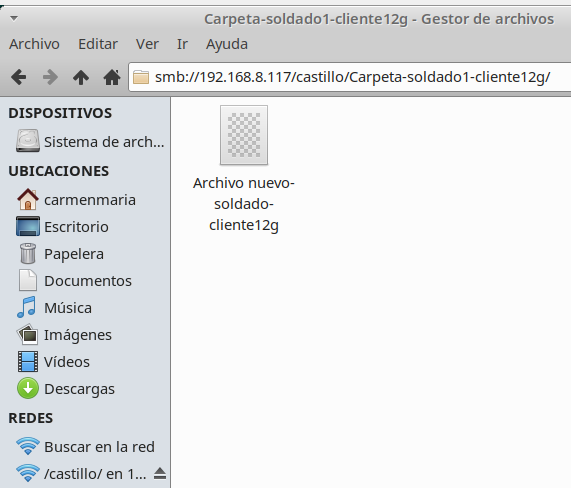 Carpeta-soldado1-cliente12g - Gestor de archivos
Archivo Editar Ver Ir Ayuda
smb://192.168.8.117/castillo/Carpeta-soldado1-cliente12g/
DISPOSITIVOS
Sistema de arch...
UBICACIONES
carmenmaria
Escritorio
Papelera
Documentos
Música
Imágenes
Vídeos
Descargas
REDES
Buscar en la red
/castillo/ en 1...
Archivo nuevo-
soldado-
cliente12g